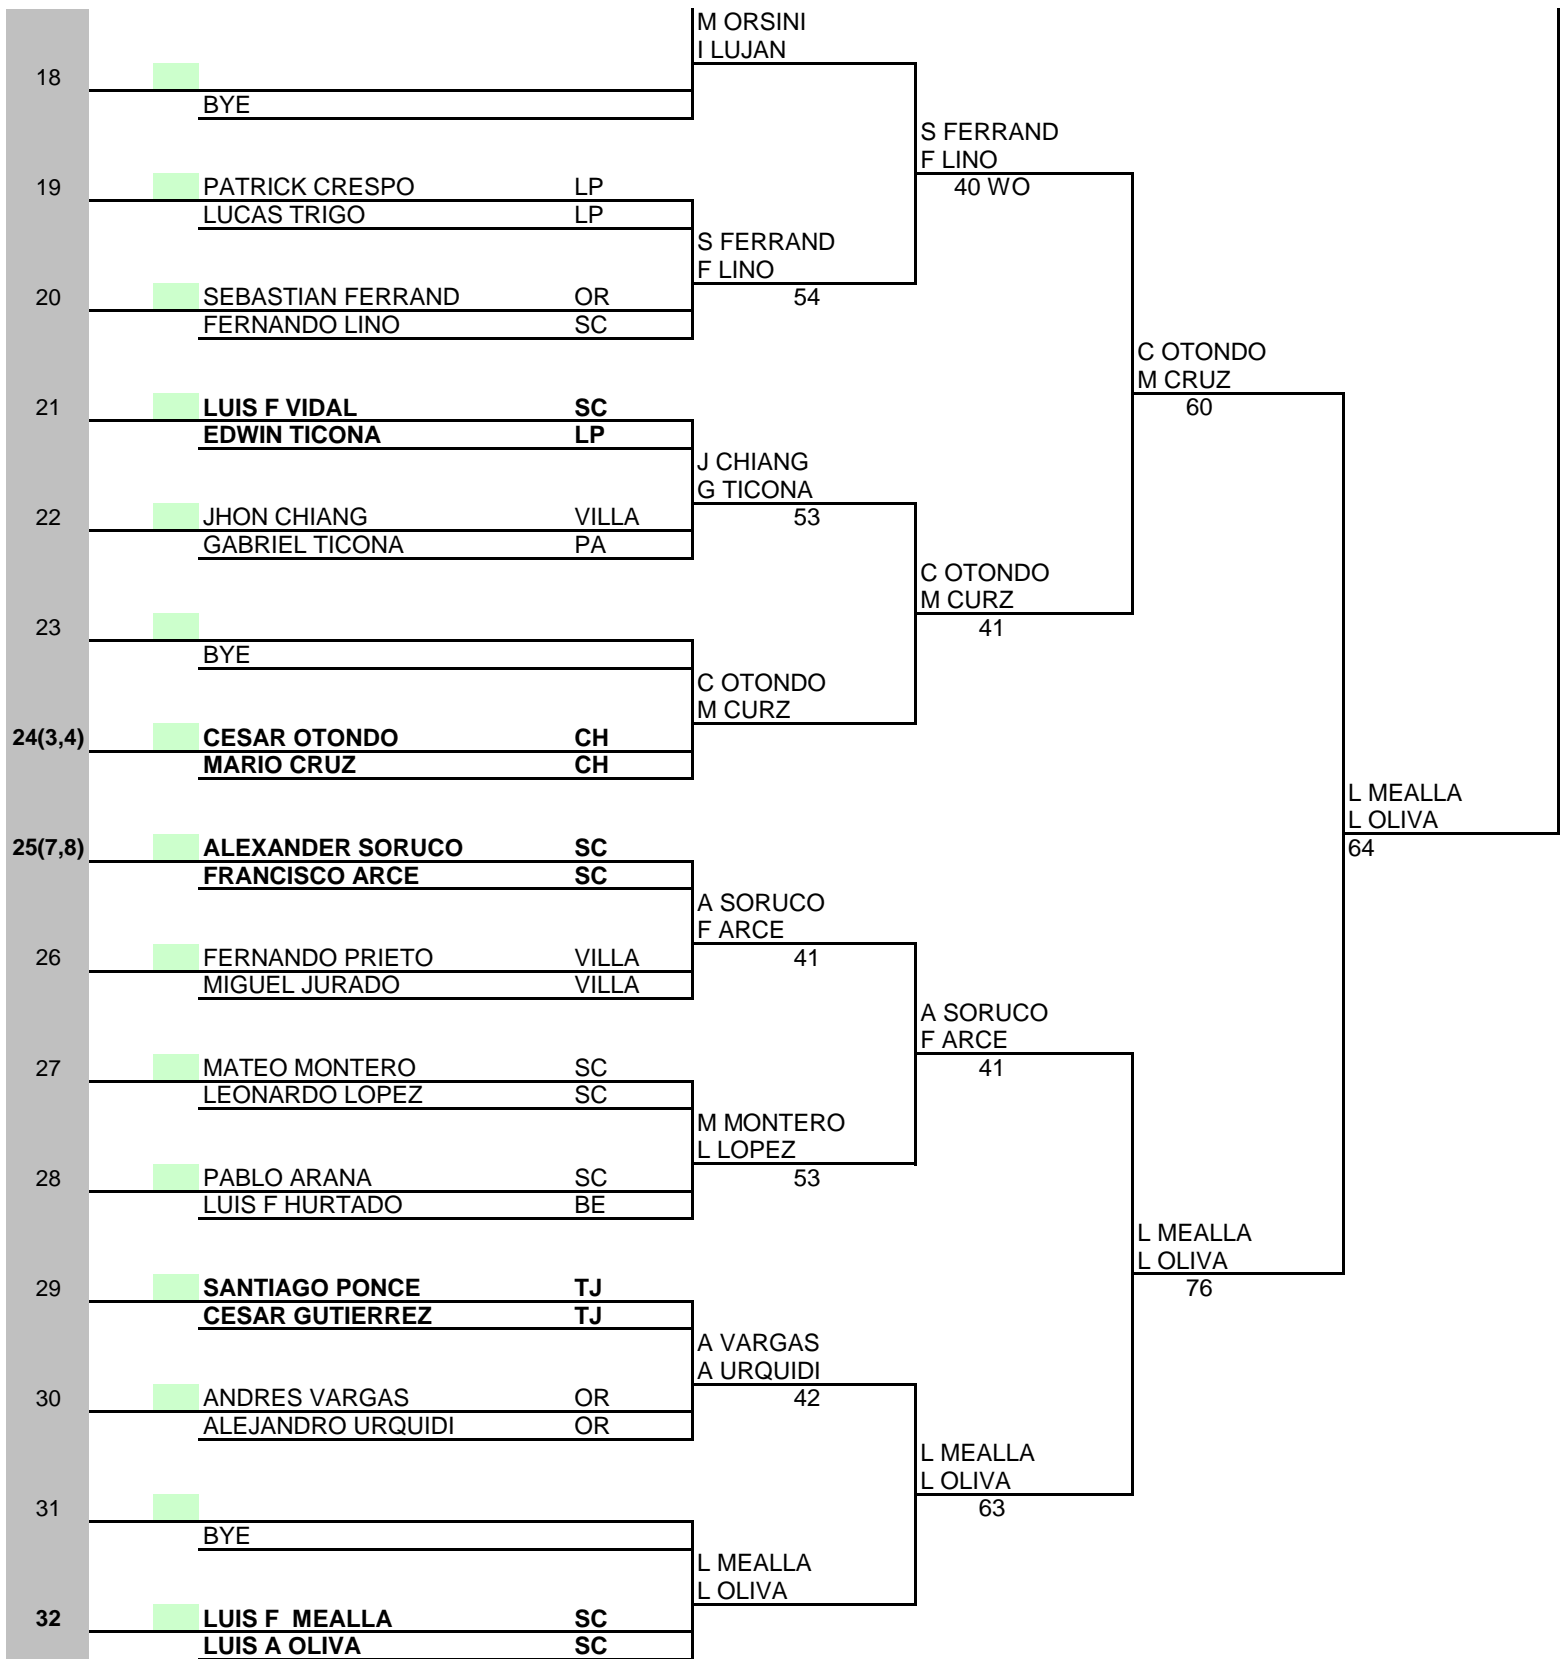 M ORSINI
I LUJAN
18
BYE
S FERRAND
F LINO
19 PATRICK CRESPO LP
40 WO
LUCAS TRIGO LP
S FERRAND
F LINO
20 SEBASTIAN FERRAND OR
54
FERNANDO LINO SC
C OTONDO
M CRUZ
21 LUIS F VIDAL SC
60
EDWIN TICONA LP
J CHIANG
G TICONA
22 JHON CHIANG VILLA
53
GABRIEL TICONA PA
C OTONDO
M CURZ
23
41
BYE
C OTONDO
M CURZ
24(3,4) CESAR OTONDO CH
MARIO CRUZ CH
L MEALLA
L OLIVA
25(7,8) ALEXANDER SORUCO SC
64
FRANCISCO ARCE SC
A SORUCO
F ARCE
26 FERNANDO PRIETO VILLA
41
MIGUEL JURADO VILLA
A SORUCO
F ARCE
27 MATEO MONTERO SC
41
LEONARDO LOPEZ SC
M MONTERO
L LOPEZ
28 PABLO ARANA SC
53
LUIS F HURTADO BE
L MEALLA
L OLIVA
29 SANTIAGO PONCE TJ
76
CESAR GUTIERREZ TJ
A VARGAS
A URQUIDI
30 ANDRES VARGAS OR
42
ALEJANDRO URQUIDI OR
L MEALLA
L OLIVA
31
63
BYE
L MEALLA
L OLIVA
32 LUIS F  MEALLA SC
LUIS A OLIVA SC